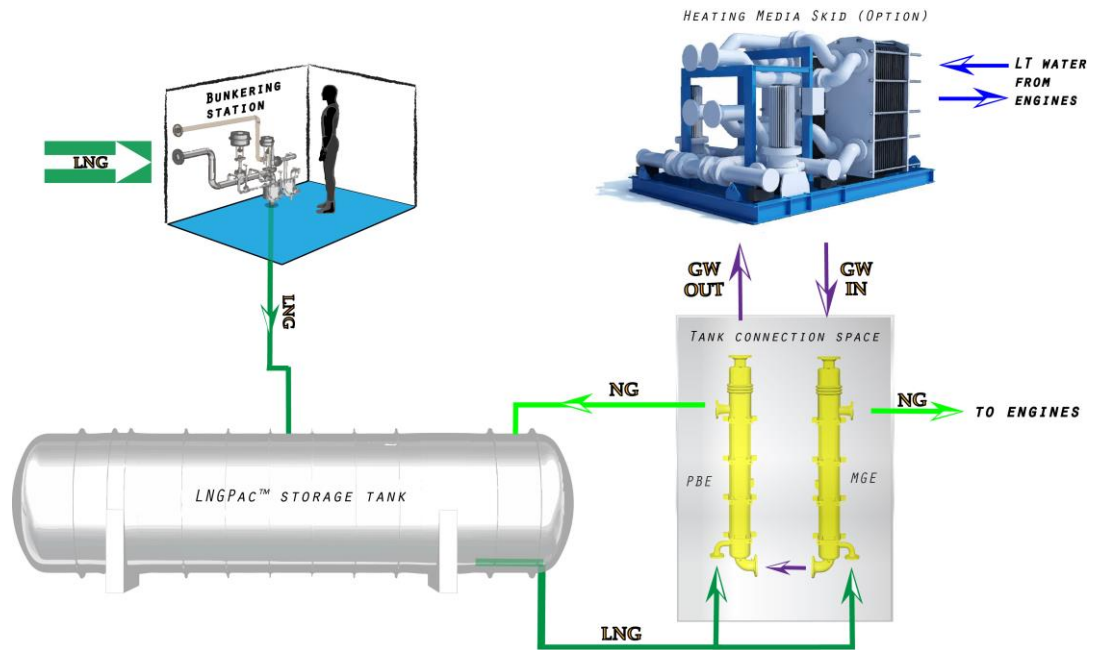 Heating Media Skid (Option)
LT water
from
engines
Bunkering
station
LNG
LNG
GW
OUT
GW
IN
Tank connection space
NG
NG
to engines
PBE
MGE
LNGPac™ storage tank
LNG